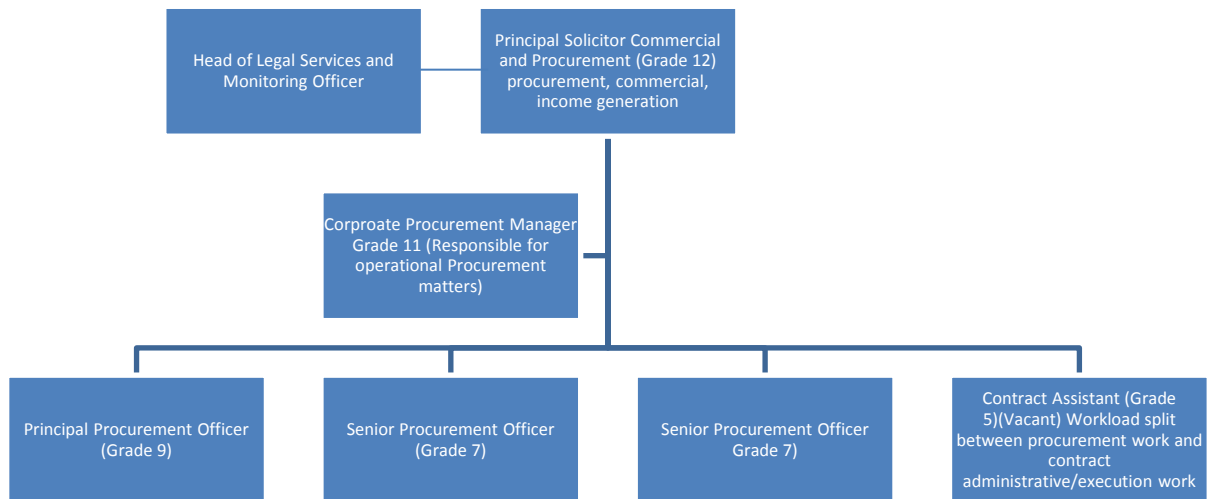 Head of Legal Services and
Monitoring Officer
Principal Solicitor Commercial
and Procurement (Grade 12)
procurement, commercial,
income generation
Corproate Procurement Manager
Grade 11 (Responsible for
operational Procurement
matters)
Principal Procurement Officer
(Grade 9)
Senior Procurement Officer
(Grade 7)
Senior Procurement Officer
Grade 7)
Contract Assistant (Grade
5)(Vacant) Workload split
between procurement work and
contract
administrative/execution work